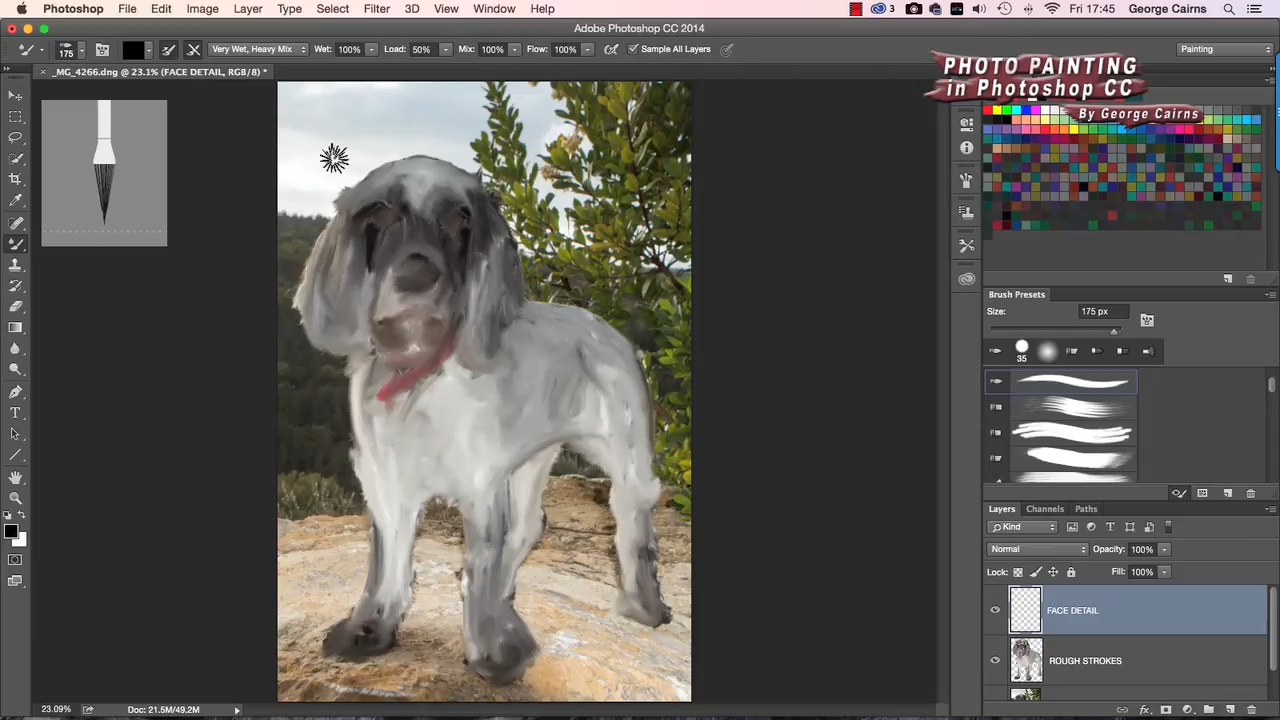 Photoshop File Edit Image Layer Type Select Filter 3D View Window Help
3 Fri 17:45 George Cairns
Adobe Photoshop CC 2014
175 Very Wet, Heavy Mix Wet: 100% Load: 50% Mix: 100% Flow: 100% Sample All Layers Painting
_MG_4266.dng @ 23.1% (FACE DETAIL, RGB/8) *
PHOTO PAINTING
in Photoshop CC
By George Cairns
Brush Presets
Size: 175 px
35
Layers Channels Paths
Kind
Normal Opacity: 100%
Lock: Fill: 100%
FACE DETAIL
ROUGH STROKES
23.09% Doc: 21.5M/49.2M